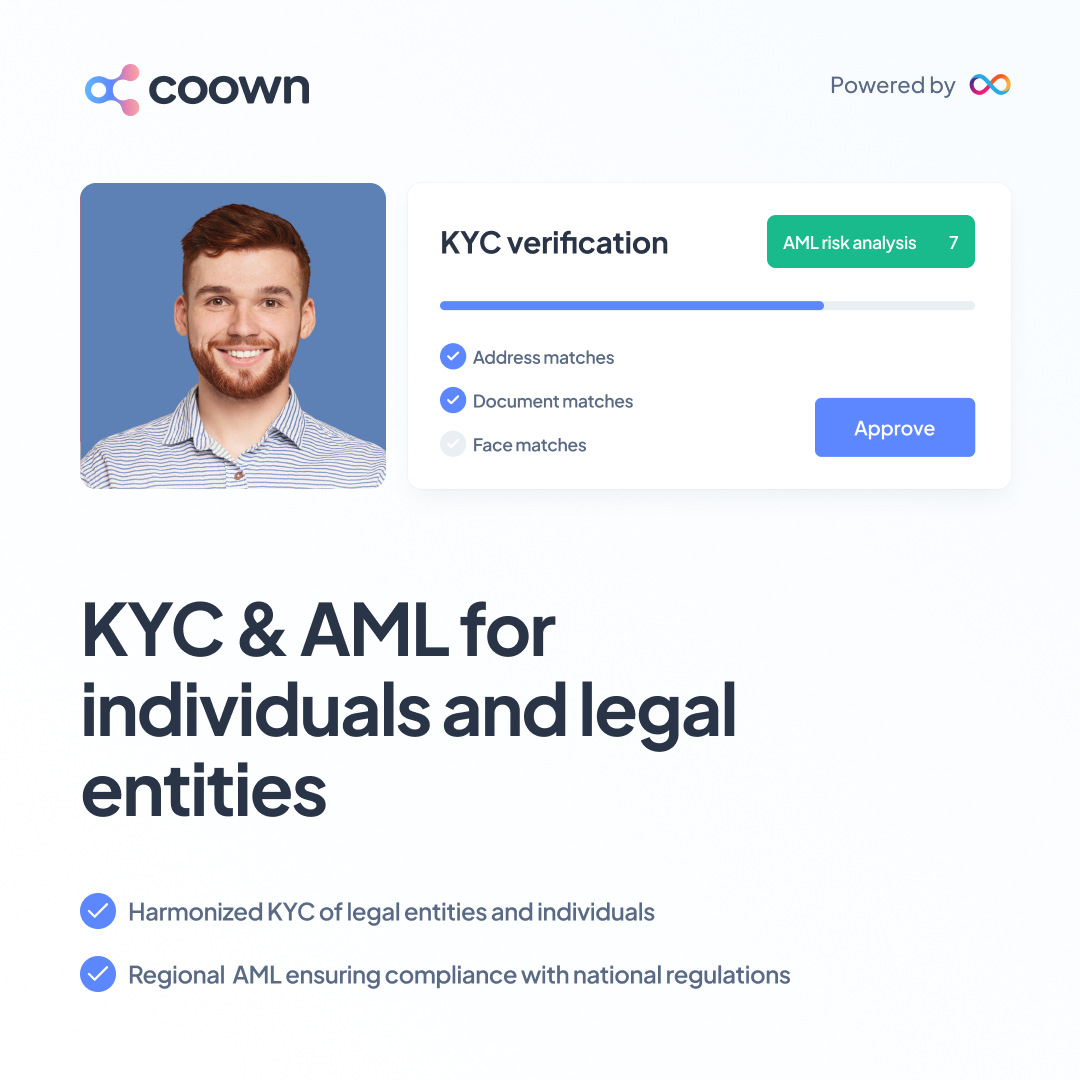 coown
Powered by
KYC verification
AML risk analysis 7
Address matches
Document matches
Face matches
Approve
KYC & AML for
individuals and legal
entities
Harmonized KYC of legal entities and individuals
Regional AML ensuring compliance with national regulations